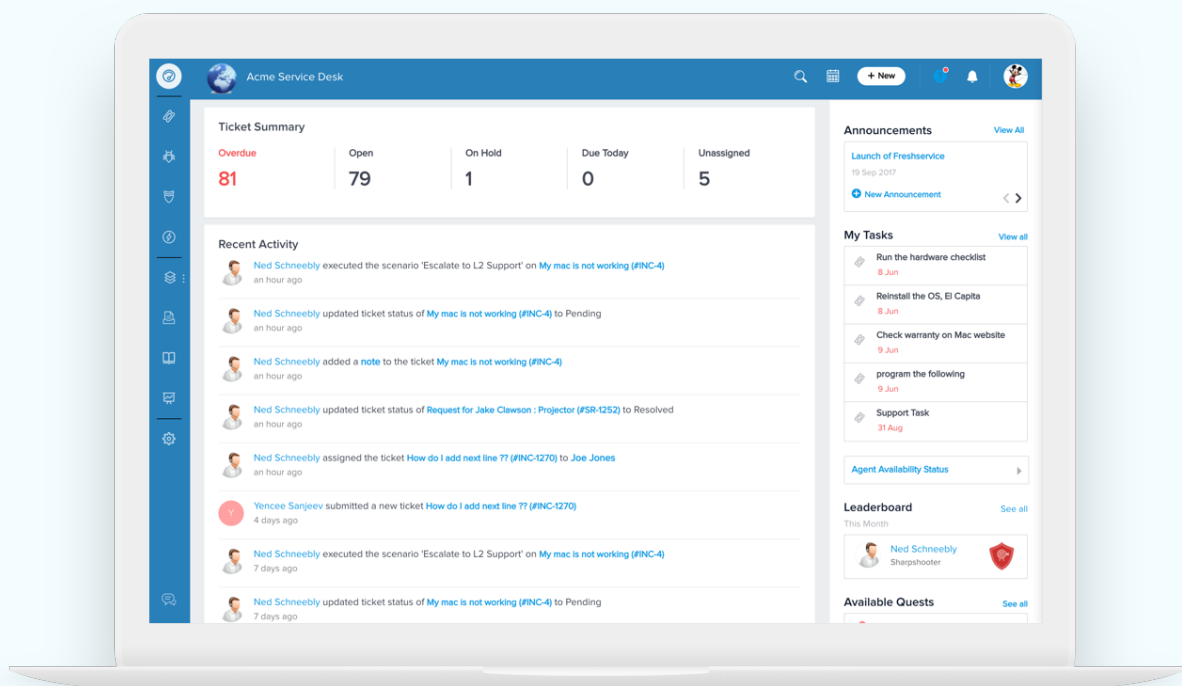 Acme Service Desk
+ New
Ticket Summary
Overdue
Open
On Hold
Due Today
Unassigned
81
79
1
0
5
Recent Activity
Ned Schneebly executed the scenario 'Escalate to L2 Support' on My mac is not working (#INC-4)
an hour ago
Ned Schneebly updated ticket status of My mac is not working (#INC-4) to Pending
an hour ago
Ned Schneebly added a note to the ticket My mac is not working (#INC-4)
an hour ago
Ned Schneebly updated ticket status of Request for Jake Clawson : Projector (#SR-1252) to Resolved
an hour ago
Ned Schneebly assigned the ticket How do I add next line ?? (#INC-1270) to Joe Jones
an hour ago
Y
Yencee Sanjeev submitted a new ticket How do I add next line ?? (#INC-1270)
4 days ago
Ned Schneebly executed the scenario 'Escalate to L2 Support' on My mac is not working (#INC-4)
7 days ago
Ned Schneebly updated ticket status of My mac is not working (#INC-4) to Pending
7 days ago
Announcements
View All
Launch of Freshservice
19 Sep 2017
New Announcement
My Tasks
View all
Run the hardware checklist
8 Jun
Reinstall the OS, El Capita
8 Jun
Check warranty on Mac website
9 Jun
program the following
9 Jun
Support Task
31 Aug
Agent Availability Status
Leaderboard
See all
This Month
Ned Schneebly
Sharpshooter
Available Quests
See all